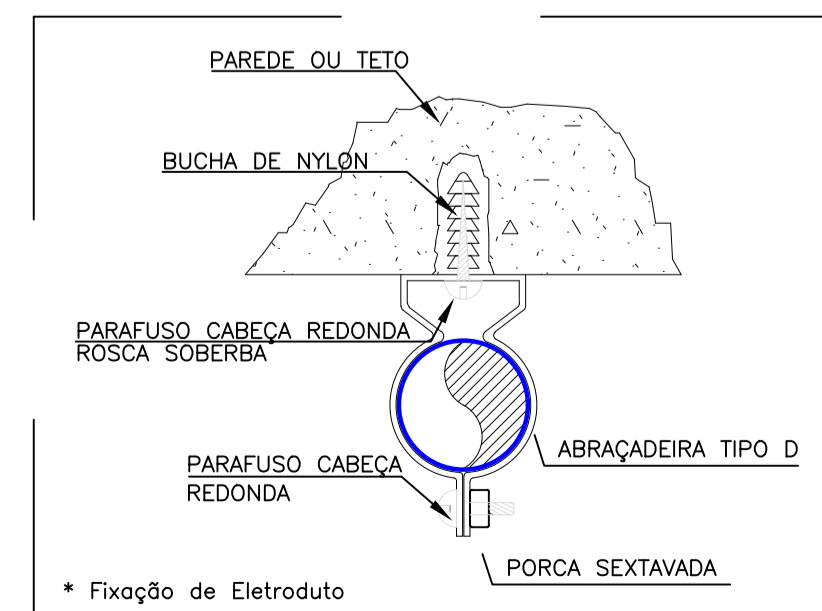 PAREDE OU TETO
BUCHA DE NYLON
PARAFUSO CABEÇA REDONDA
ROSCA SOBERBA
ABRAÇADEIRA TIPO D
PARAFUSO CABEÇA
REDONDA
PORCA SEXTAVADA
* Fixação de Eletroduto